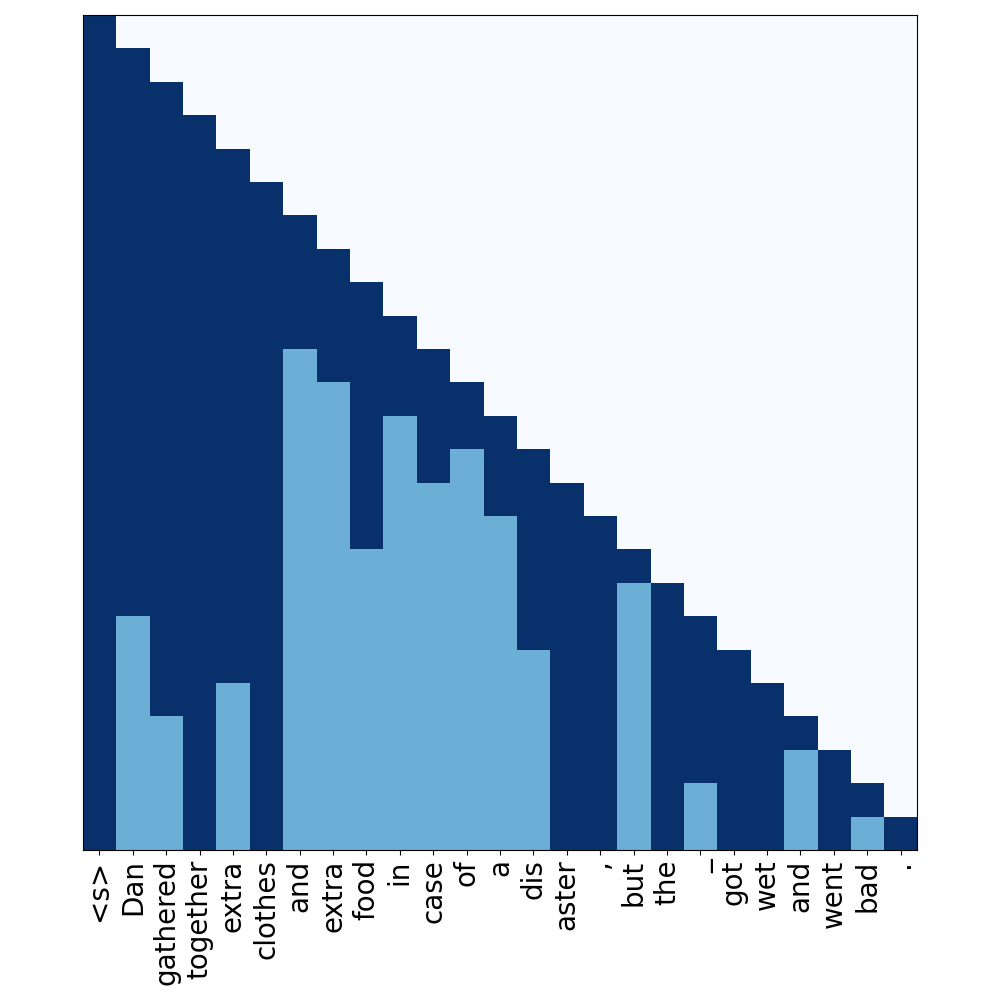 <s>
Dan
gathered
together
extra
clothes
and
extra
food
in
case
of
a
dis
aster
,
but
the
_
got
wet
and
went
bad
.